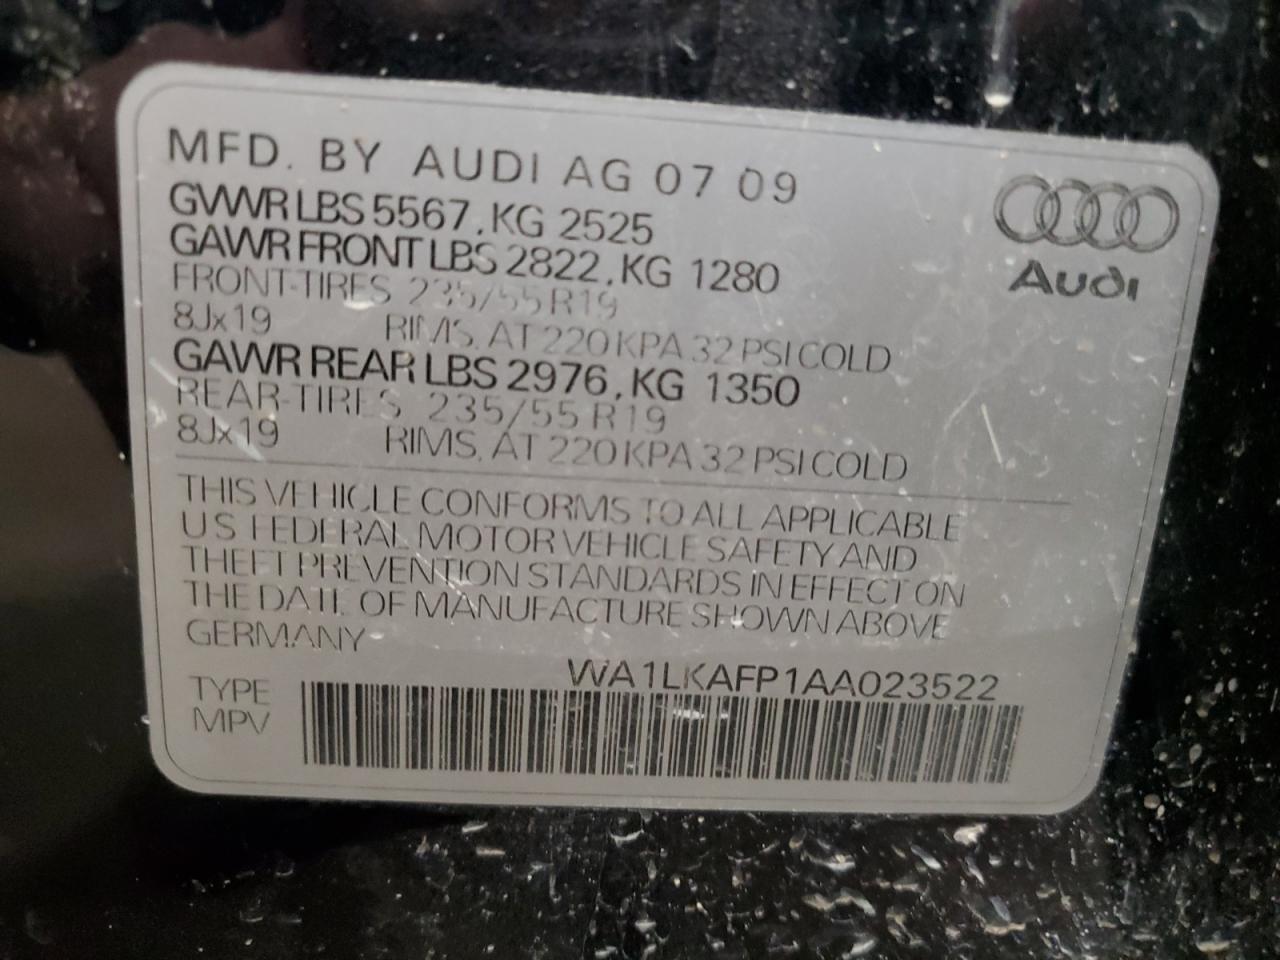 MFD. BY AUDI AG 07 09
GVWR LBS 5567, KG 2525
GAWR FRONT LBS 2822, KG 1280
FRONT-TIRES 235/55 R19
8Jx19 RIMS, AT 220 KPA 32 PSI COLD
GAWR REAR LBS 2976, KG 1350
REAR-TIRES 235/55 R19
8Jx19 RIMS, AT 220 KPA 32 PSI COLD
Audi
THIS VEHICLE CONFORMS TO ALL APPLICABLE
US FEDERAL MOTOR VEHICLE SAFETY AND
THEFT PREVENTION STANDARDS IN EFFECT ON
THE DATE OF MANUFACTURE SHOWN ABOVE
GERMANY
WA1LKAFP1AA023522
TYPE
MPV